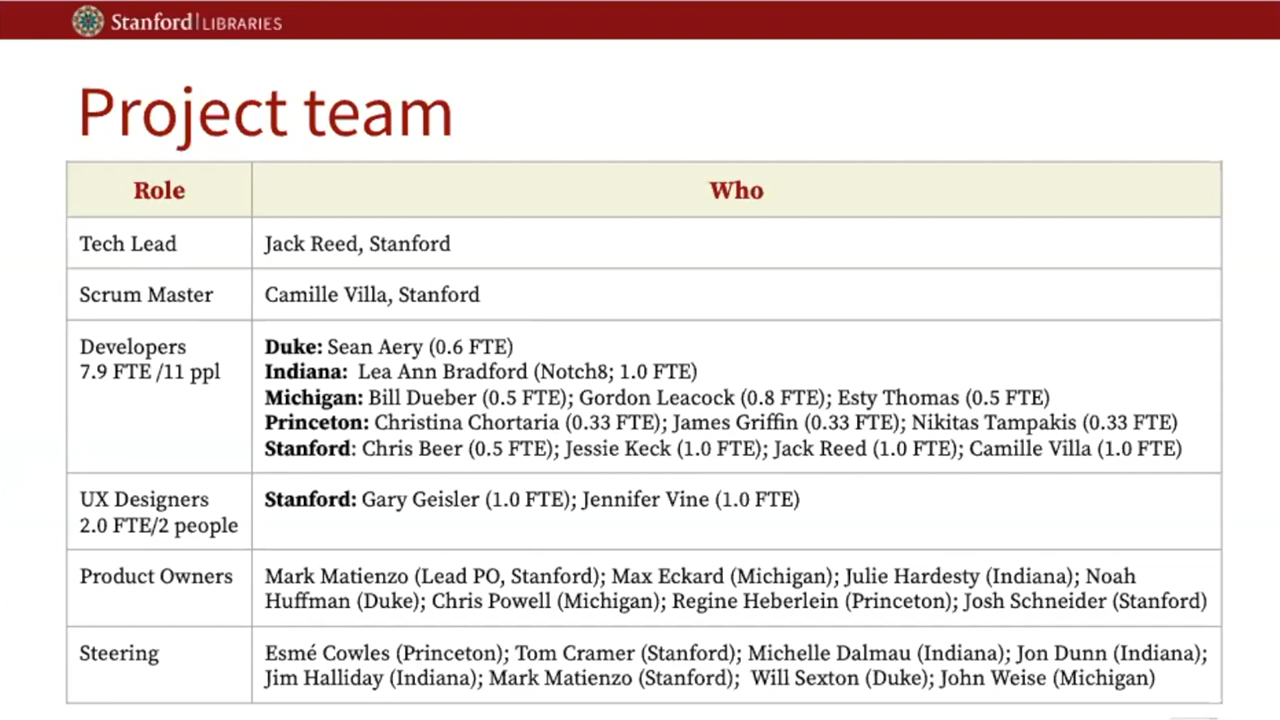 Stanford LIBRARIES
Project team
Role Who
Tech Lead Jack Reed, Stanford
Scrum Master Camille Villa, Stanford
Developers
7.9 FTE /11 ppl
Duke: Sean Aery (0.6 FTE)
Indiana: Lea Ann Bradford (Notch8; 1.0 FTE)
Michigan: Bill Dueber (0.5 FTE); Gordon Leacock (0.8 FTE); Esty Thomas (0.5 FTE)
Princeton: Christina Chortaria (0.33 FTE); James Griffin (0.33 FTE); Nikitas Tampakis (0.33 FTE)
Stanford: Chris Beer (0.5 FTE); Jessie Keck (1.0 FTE); Jack Reed (1.0 FTE); Camille Villa (1.0 FTE)
UX Designers
2.0 FTE/2 people
Stanford: Gary Geisler (1.0 FTE); Jennifer Vine (1.0 FTE)
Product Owners
Mark Matienzo (Lead PO, Stanford); Max Eckard (Michigan); Julie Hardesty (Indiana); Noah
Huffman (Duke); Chris Powell (Michigan); Regine Heberlein (Princeton); Josh Schneider (Stanford)
Steering
Esmé Cowles (Princeton); Tom Cramer (Stanford); Michelle Dalmau (Indiana); Jon Dunn (Indiana);
Jim Halliday (Indiana); Mark Matienzo (Stanford); Will Sexton (Duke); John Weise (Michigan)